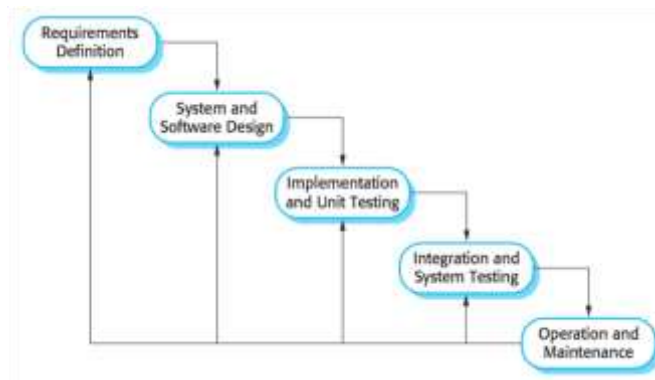 Requirements
Definition
System and
Software Design
Implementation
and Unit Testing
Integration and
System Testing
Operation and
Maintenance